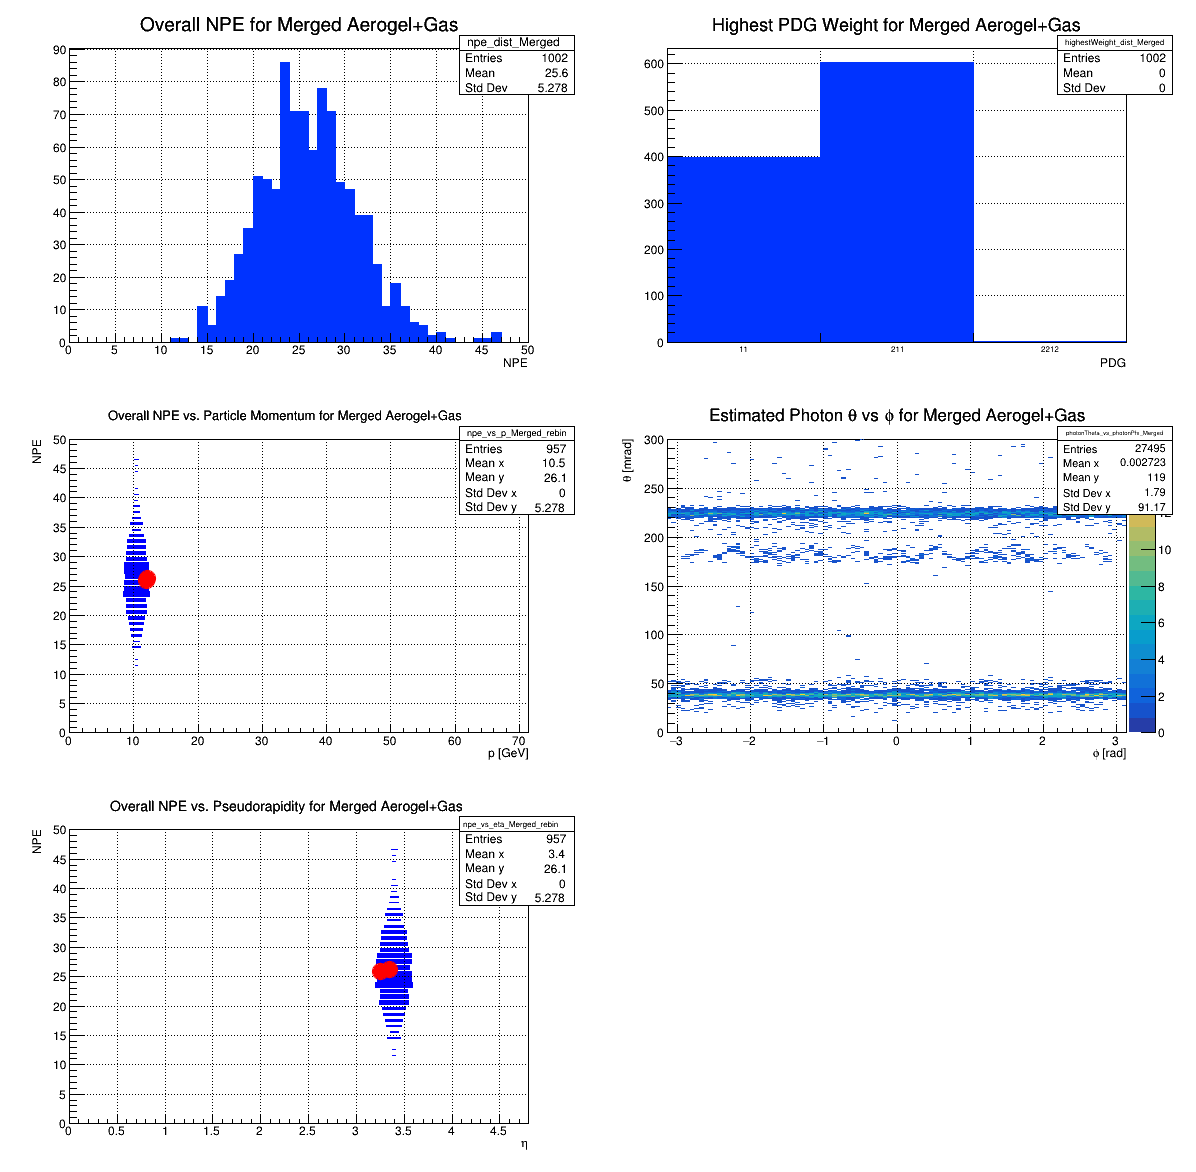 Overall NPE for Merged Aerogel+Gas
npe_dist_Merged
Entries 1002
Mean 25.6
Std Dev 5.278
90
80
70
60
50
40
30
20
10
0
0 5 10 15 20 25 30 35 40 45 50
NPE
Highest PDG Weight for Merged Aerogel+Gas
highestWeight_dist_Merged
Entries 1002
Mean 0
Std Dev 0
600
500
400
300
200
100
0
11 211 2212
PDG
Overall NPE vs. Particle Momentum for Merged Aerogel+Gas
npe_vs_p_Merged_rebin
Entries 957
Mean x 10.5
Mean y 26.1
Std Dev x 0
Std Dev y 5.278
NPE
50
45
40
35
30
25
20
15
10
5
0
0 10 20 30 40 50 60 70
p [GeV]
Estimated Photon θ vs ϕ for Merged Aerogel+Gas
photonTheta_vs_photonPhi_Merged
Entries 27495
Mean x 0.002723
Mean y 119
Std Dev x 1.79
Std Dev y 91.17
θ [mrad]
300
250
200
150
100
50
0
−3 −2 −1 0 1 2 3
ϕ [rad]
12
10
8
6
4
2
0
Overall NPE vs. Pseudorapidity for Merged Aerogel+Gas
npe_vs_eta_Merged_rebin
Entries 957
Mean x 3.4
Mean y 26.1
Std Dev x 0
Std Dev y 5.278
NPE
50
45
40
35
30
25
20
15
10
5
0
0 0.5 1 1.5 2 2.5 3 3.5 4 4.5
η